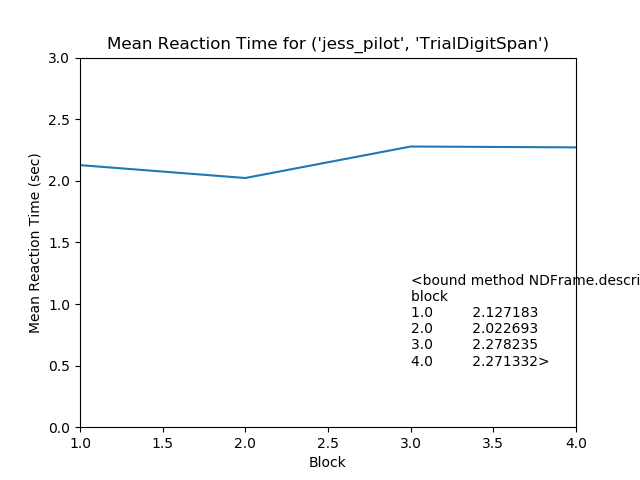 Mean Reaction Time for ('jess_pilot', 'TrialDigitSpan')
3.0
2.5
2.0
1.5
1.0
0.5
0.0
Mean Reaction Time (sec)
<bound method NDFrame.descri
block
1.0 2.127183
2.0 2.022693
3.0 2.278235
4.0 2.271332>
1.0 1.5 2.0 2.5 3.0 3.5 4.0
Block